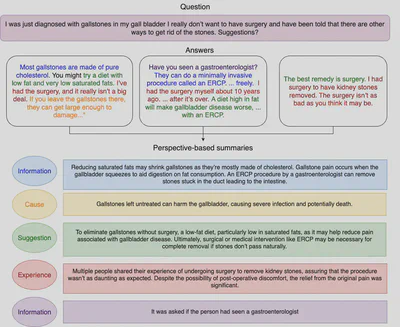 Question
I was just diagnosed with gallstones in my gall bladder I really don't want to have surgery and have been told that there are other
ways to get rid of the stones. Suggestions?
Answers
Most gallstones are made of pure
cholesterol. You might try a diet with
low fat and very low saturated fats. I've
had the surgery, and it really isn't a big
deal. If you leave the gallstones there,
they can get large enough to
damage..."
Have you seen a gastroenterologist?
They can do a minimally invasive
procedure called an ERCP. ... freely. I
had the surgery myself about 10 years
ago. ... after it's over. A diet high in fat
will make gallbladder disease worse, ...
with an ERCP.
The best remedy is surgery. I had
surgery to have kidney stones
removed. The surgery isn't as
bad as you think it may be.
Perspective-based summaries
Information
Reducing saturated fats may shrink gallstones as they're mostly made of cholesterol. Gallstone pain occurs when the
gallbladder squeezes to aid digestion on fat consumption. An ERCP procedure by a gastroenterologist can remove
stones stuck in the duct leading to the intestine.
Cause
Gallstones left untreated can harm the gallbladder, causing severe infection and potentially death.
Suggestion
To eliminate gallstones without surgery, a low-fat diet, particularly low in saturated fats, as it may help reduce pain
associated with gallbladder disease. Ultimately, surgical or medical intervention like ERCP may be necessary for
complete removal if stones don't pass naturally.
Experience
Multiple people shared their experience of undergoing surgery to remove kidney stones, assuring that the procedure
wasn't as daunting as expected. Despite the possibility of post-operative discomfort, the relief from the original pain was
significant.
Information
It was asked if the person had seen a gastroenterologist